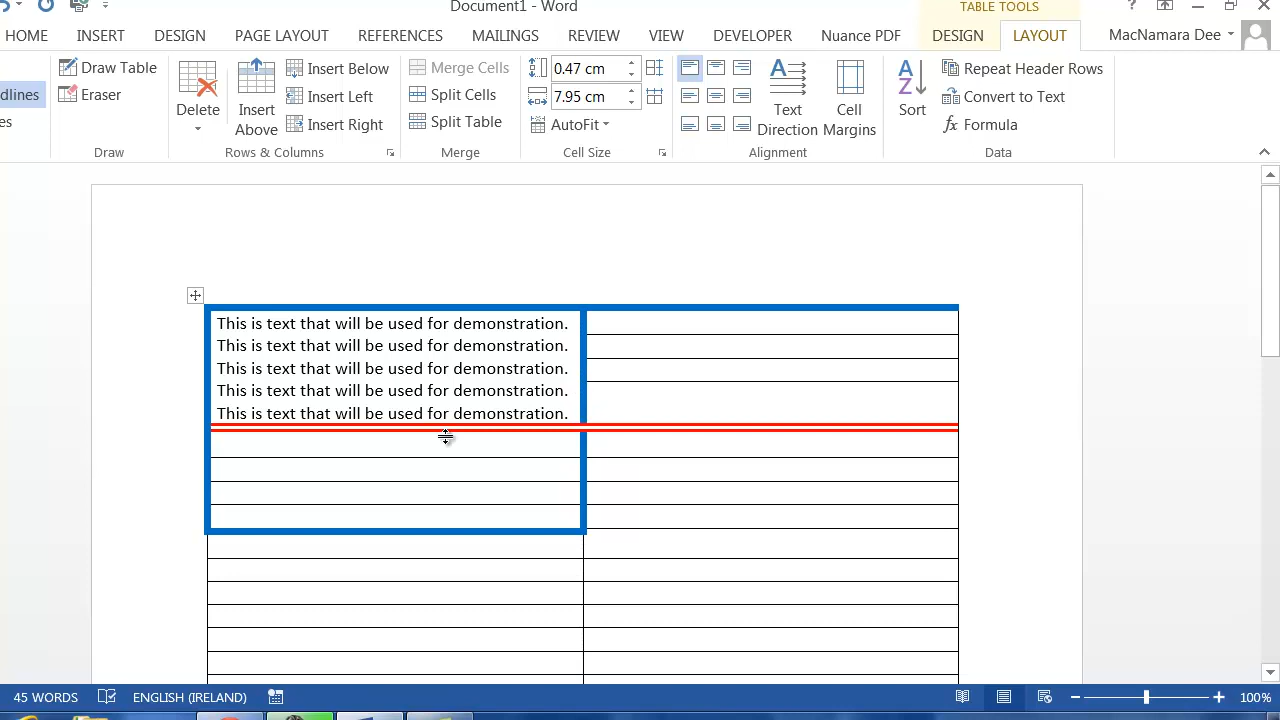 Document1 - Word
TABLE TOOLS
?
HOME INSERT DESIGN PAGE LAYOUT REFERENCES MAILINGS REVIEW VIEW DEVELOPER Nuance PDF DESIGN LAYOUT MacNamara Dee
Draw Table
Eraser
Draw
Delete
Insert Above
Insert Below
Insert Left
Insert Right
Rows & Columns
Merge Cells
Split Cells
Split Table
Merge
0.47 cm
7.95 cm
AutoFit
Cell Size
Text Direction
Cell Margins
Alignment
A Z
Sort
Repeat Header Rows
Convert to Text
fx Formula
Data
This is text that will be used for demonstration.
This is text that will be used for demonstration.
This is text that will be used for demonstration.
This is text that will be used for demonstration.
This is text that will be used for demonstration.
45 WORDS ENGLISH (IRELAND) 100%